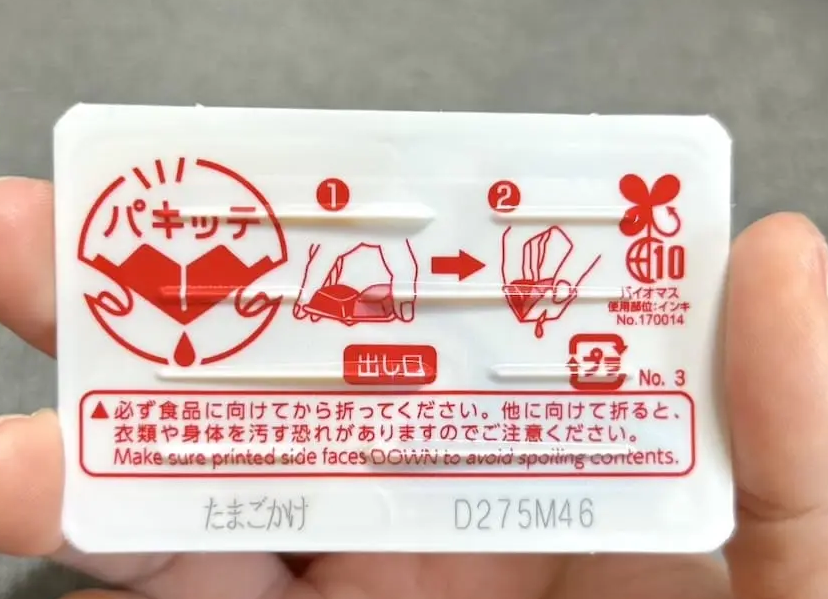 パキッテ
1 2
10
バイオマス
使用部位:インキ
No.170014
出し口
プラ
No. 3
▲必ず食品に向けてから折ってください。他に向けて折ると、
衣類や身体を汚す恐れがありますのでご注意ください。
Make sure printed side faces DOWN to avoid spoiling contents.
たまごかけ D275M46